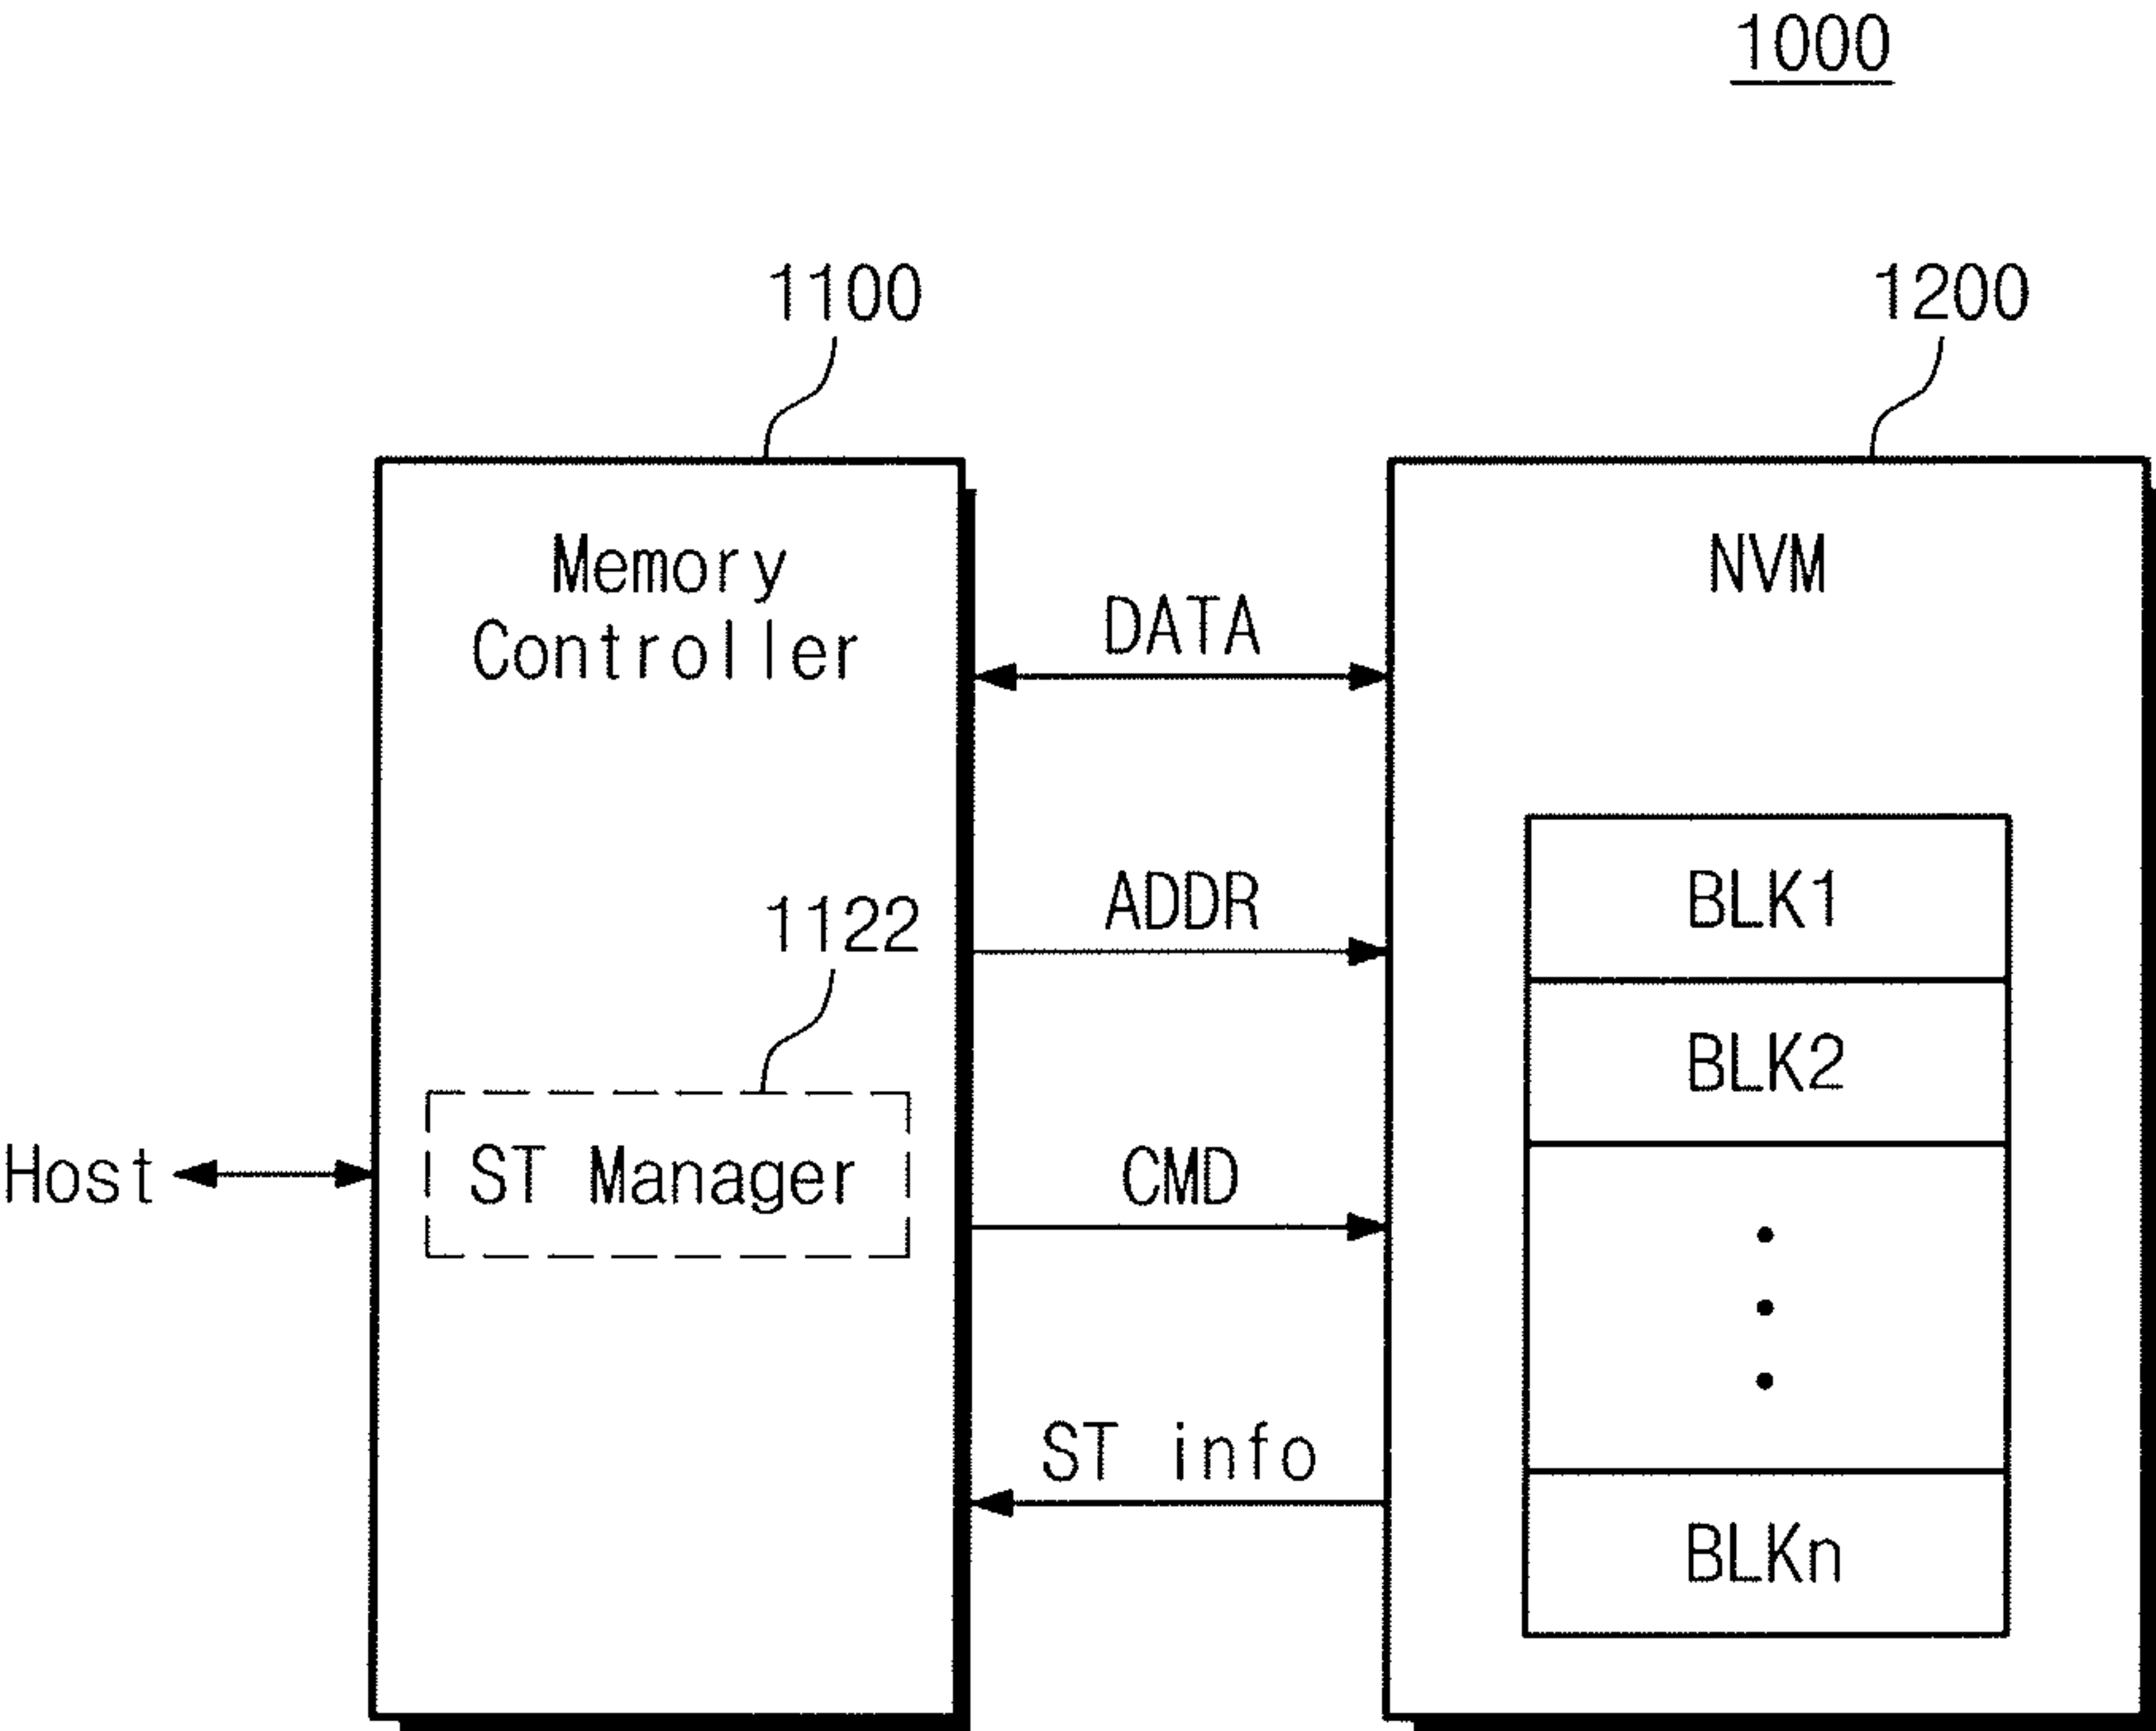 1000
1100
1200
Memory
Controller
NVM
DATA
BLK1
ADDR
1122
BLK2
Host
ST Manager
CMD
ST info
BLKn